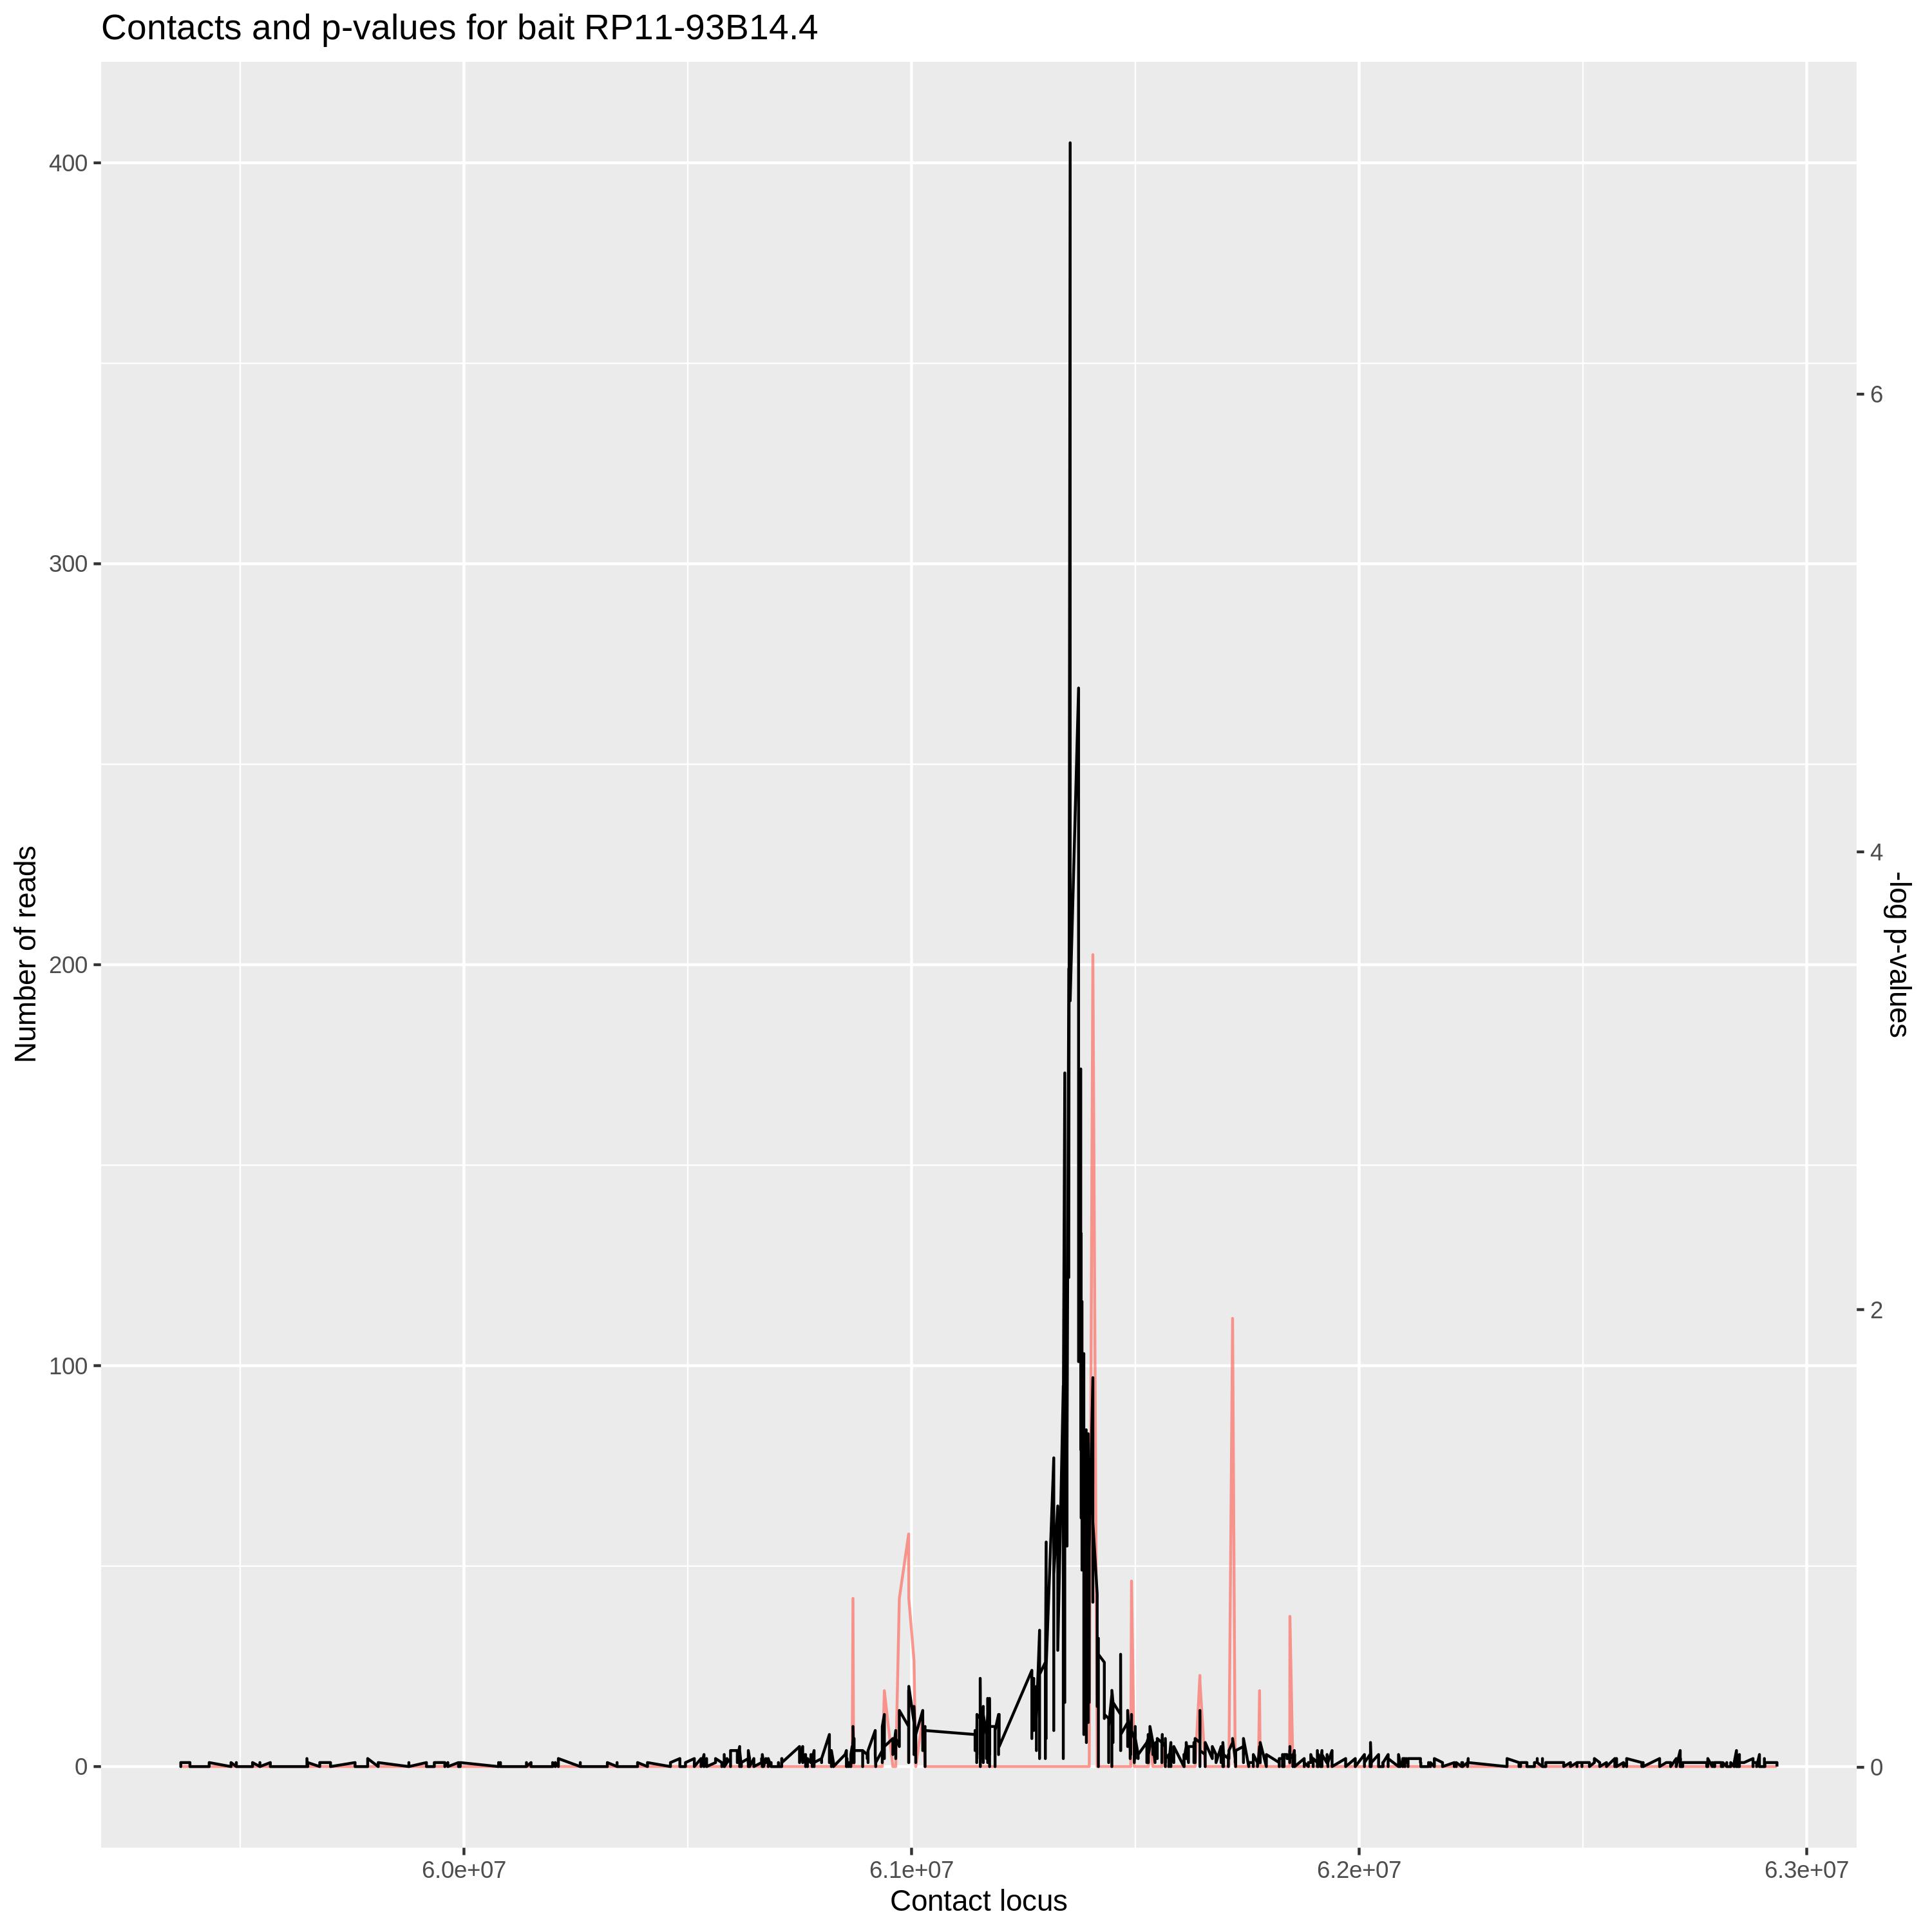 Contacts and p-values for bait RP11-93B14.4
400
300
200
100
0
Number of reads
6
4
2
0
-log p-values
6.0e+07
6.1e+07
6.2e+07
6.3e+07
Contact locus